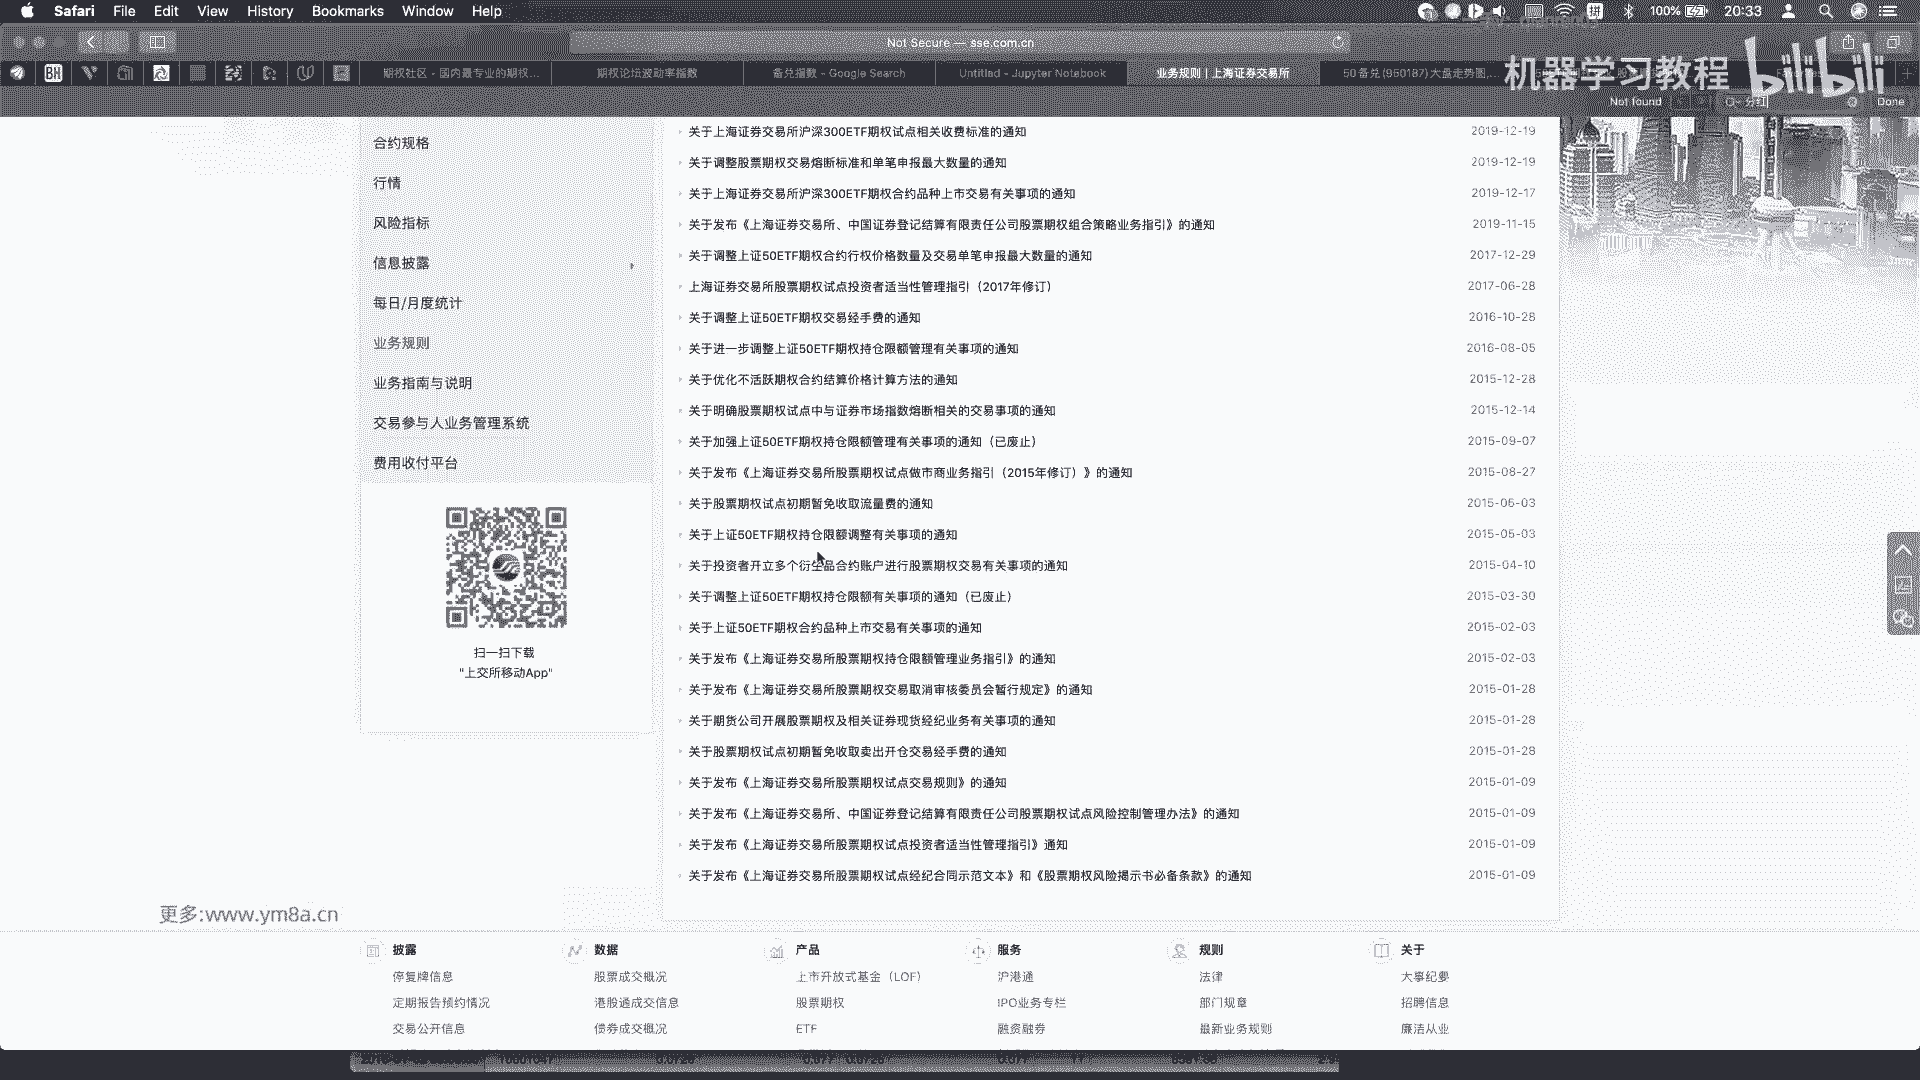 Safari File Edit View History Bookmarks Window Help
100% 20:33
Not Secure — sse.com.cn
期权社区 - 国内最专业的期权... 期权论坛波动率指数 备兑指数 - Google Search Untitled - Jupyter Notebook 业务规则 | 上海证券交易所 50备兑(950187)大盘走势图,...
机器学习教程 bilibili
Not found 分红 Done
合约规格
行情
风险指标
信息披露
每日/月度统计
业务规则
业务指南与说明
交易参与人业务管理系统
费用收付平台
扫一扫下载
"上交所移动App"
关于上海证券交易所沪深300ETF期权试点相关收费标准的通知 2019-12-19
关于调整股票期权交易熔断标准和单笔申报最大数量的通知 2019-12-19
关于上海证券交易所沪深300ETF期权合约品种上市交易有关事项的通知 2019-12-17
关于发布《上海证券交易所、中国证券登记结算有限责任公司股票期权组合策略业务指引》的通知 2019-11-15
关于调整上证50ETF期权合约行权价格数量及交易单笔申报最大数量的通知 2017-12-29
上海证券交易所股票期权试点投资者适当性管理指引（2017年修订） 2017-06-28
关于调整上证50ETF期权交易经手费的通知 2016-10-28
关于进一步调整上证50ETF期权持仓限额管理有关事项的通知 2016-08-05
关于优化不活跃期权合约结算价格计算方法的通知 2015-12-28
关于明确股票期权试点中与证券市场指数熔断相关的交易事项的通知 2015-12-14
关于加强上证50ETF期权持仓限额管理有关事项的通知（已废止） 2015-09-07
关于发布《上海证券交易所股票期权试点做市商业务指引（2015年修订）》的通知 2015-08-27
关于股票期权试点初期暂免收取流量费的通知 2015-06-03
关于上证50ETF期权持仓限额调整有关事项的通知 2015-05-03
关于投资者开立多个衍生品合约账户进行股票期权交易有关事项的通知 2015-04-10
关于调整上证50ETF期权持仓限额有关事项的通知（已废止） 2015-03-30
关于上证50ETF期权合约品种上市交易有关事项的通知 2015-02-03
关于发布《上海证券交易所股票期权持仓限额管理业务指引》的通知 2015-02-03
关于发布《上海证券交易所股票期权交易取消审核委员会暂行规定》的通知 2015-01-28
关于期货公司开展股票期权及相关证券现货经纪业务有关事项的通知 2015-01-28
关于股票期权试点初期暂免收取卖出开仓交易经手费的通知 2015-01-28
关于发布《上海证券交易所股票期权试点交易规则》的通知 2015-01-09
关于发布《上海证券交易所、中国证券登记结算有限责任公司股票期权试点风险控制管理办法》的通知 2015-01-09
关于发布《上海证券交易所股票期权试点投资者适当性管理指引》通知 2015-01-09
关于发布《上海证券交易所股票期权试点经纪合同示范文本》和《股票期权风险揭示书必备条款》的通知 2015-01-09
更多:www.ym8a.cn
披露 数据 产品 服务 规则 关于
停复牌信息 股票成交概况 上市开放式基金（LOF） 沪港通 法律 大事纪要
定期报告预约情况 港股通成交信息 股票期权 IPO业务专栏 部门规章 招聘信息
交易公开信息 债券成交概况 ETF 融资融券 最新业务规则 廉洁从业